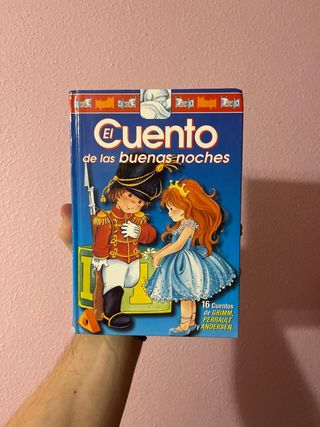 El
Cuento
de las buenas noches
16 Cuentos
de GRIMM,
PERRAULT
y ANDERSEN